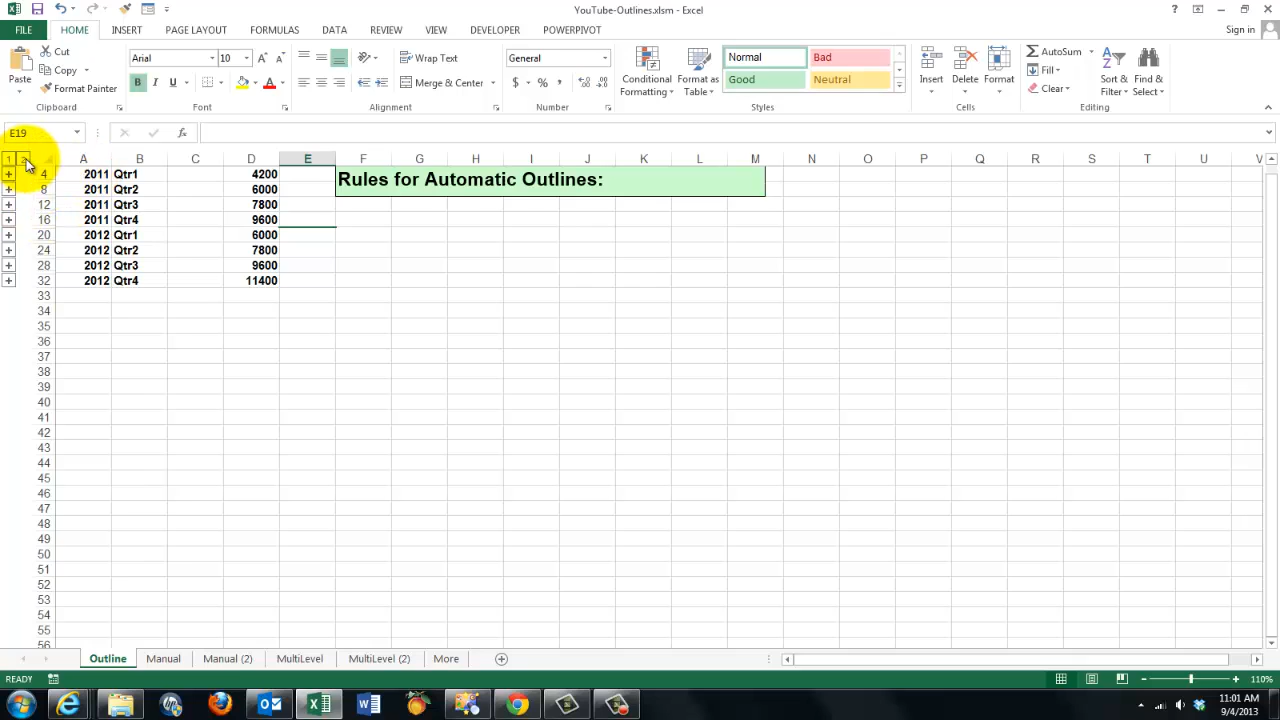 YouTube-Outlines.xlsm - Excel
Sign in
FILE HOME INSERT PAGE LAYOUT FORMULAS DATA REVIEW VIEW DEVELOPER POWERPIVOT
Paste
Cut
Copy
Format Painter
Clipboard
Arial 10
B I U
Font
Wrap Text
Merge & Center
Alignment
General
$ % ,
Number
Conditional
Formatting
Format as
Table
Normal Bad
Good Neutral
Styles
Insert Delete Format
Cells
AutoSum
Fill
Clear
Sort &
Filter
Find &
Select
Editing
E19
fx
1 2 A B C D E F G H I J K L M N O P Q R S T U V
4 2011 Qtr1 4200
Rules for Automatic Outlines:
8 2011 Qtr2 6000
12 2011 Qtr3 7800
16 2011 Qtr4 9600
20 2012 Qtr1 6000
24 2012 Qtr2 7800
28 2012 Qtr3 9600
32 2012 Qtr4 11400
33
34
35
36
37
38
39
40
41
42
43
44
45
46
47
48
49
50
51
52
53
54
55
56
Outline Manual Manual (2) MultiLevel MultiLevel (2) More
READY
110%
11:01 AM
9/4/2013